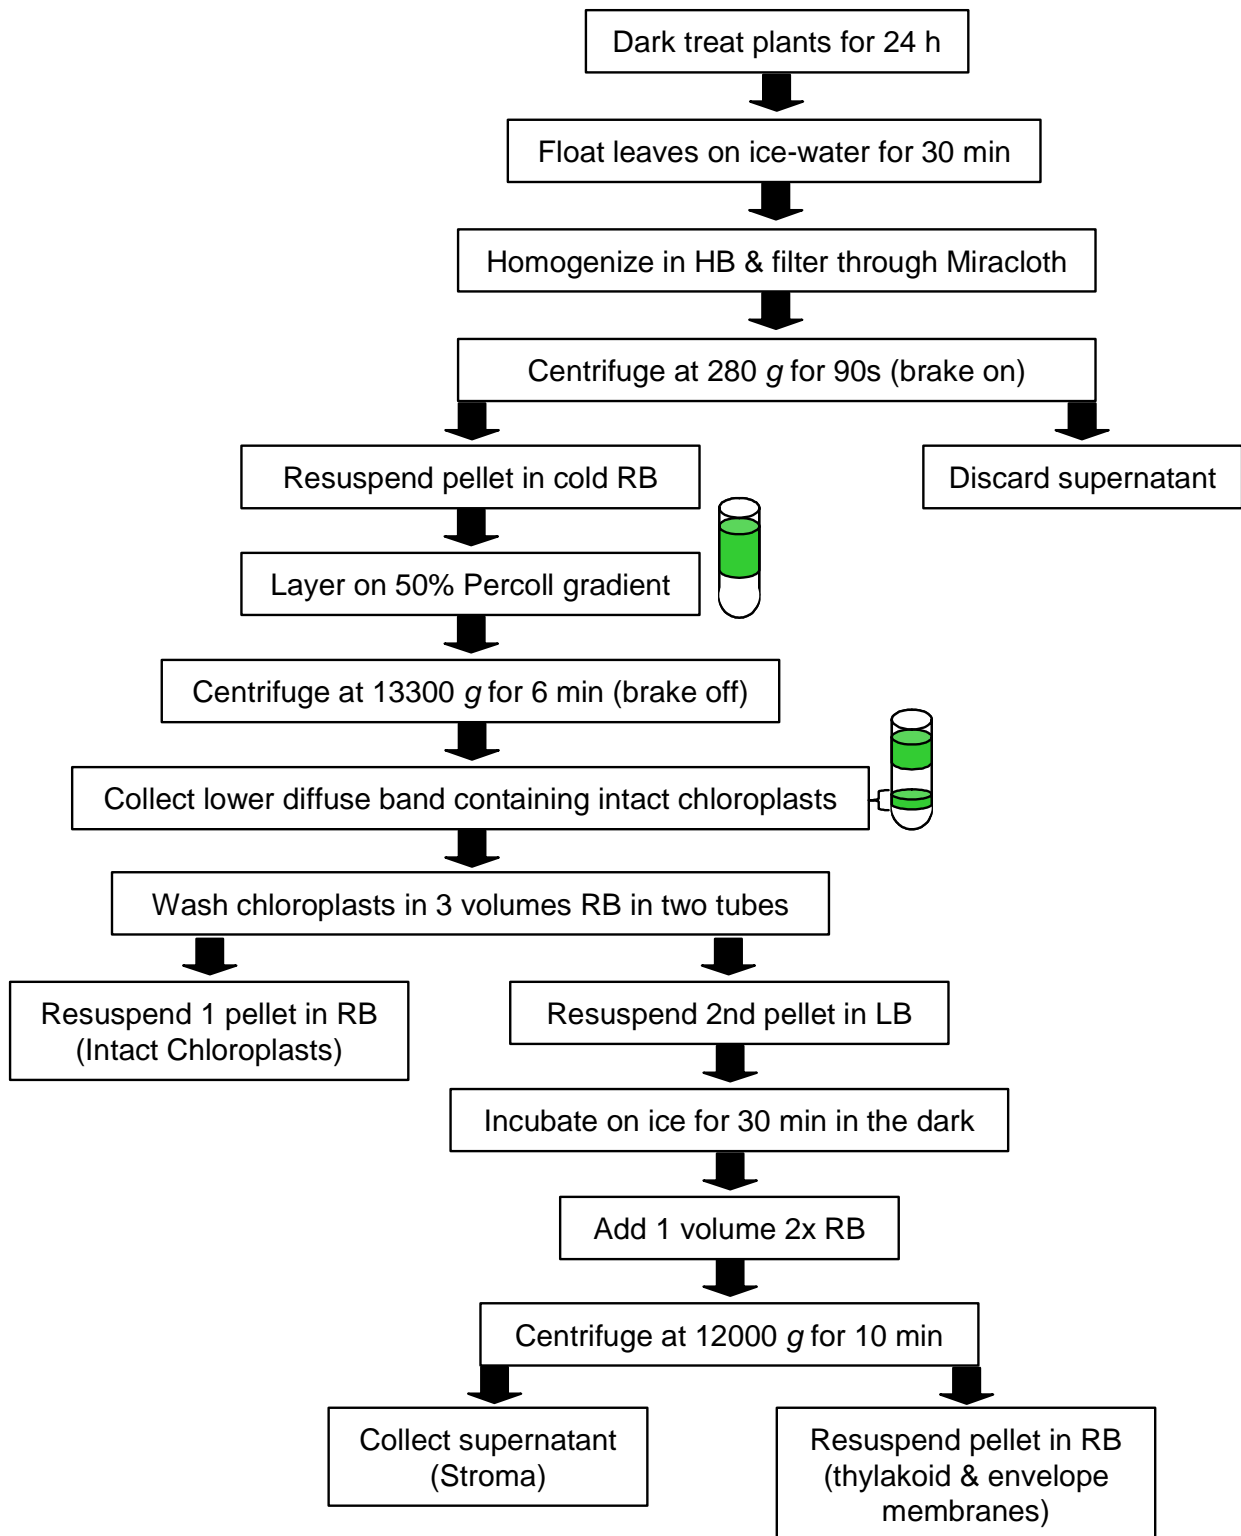 Dark treat plants for 24 h
Float leaves on ice-water for 30 min
Homogenize in HB & filter through Miracloth
Centrifuge at 280 g for 90s (brake on)
Resuspend pellet in cold RB
Discard supernatant
Layer on 50% Percoll gradient
Centrifuge at 13300 g for 6 min (brake off)
Collect lower diffuse band containing intact chloroplasts
Wash chloroplasts in 3 volumes RB in two tubes
Resuspend 1 pellet in RB
(Intact Chloroplasts)
Resuspend 2nd pellet in LB
Incubate on ice for 30 min in the dark
Add 1 volume 2x RB
Centrifuge at 12000 g for 10 min
Collect supernatant
(Stroma)
Resuspend pellet in RB
(thylakoid & envelope
membranes)